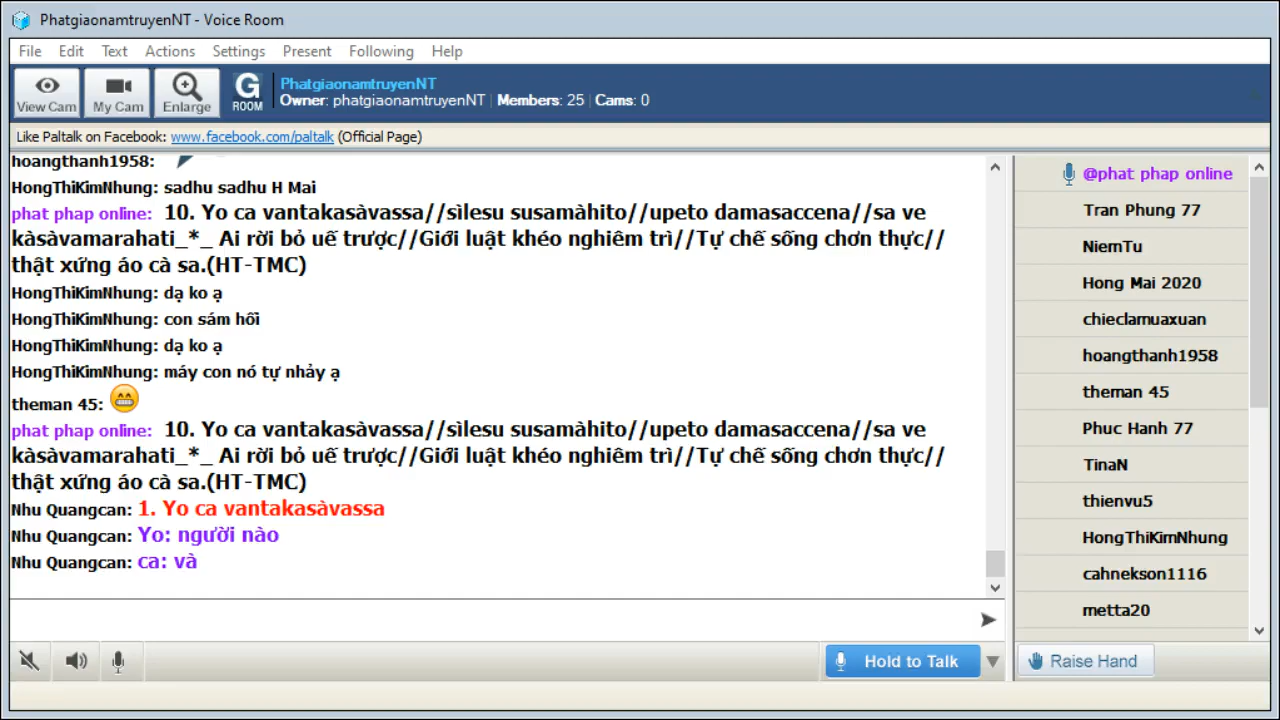 PhatgiaonamtruyenNT - Voice Room
File Edit Text Actions Settings Present Following Help
View Cam My Cam Enlarge G ROOM
PhatgiaonamtruyenNT
Owner: phatgiaonamtruyenNT | Members: 25 | Cams: 0
Like Paltalk on Facebook: www.facebook.com/paltalk (Official Page)
hoangthanh1958:
HongThiKimNhung: sadhu sadhu H Mai
phat phap online: 10. Yo ca vantakasàvassa//sìlesu susamàhito//upeto damasaccena//sa ve
kàsàvamarahati_*_ Ai rời bỏ uế trược//Giới luật khéo nghiêm trì//Tự chế sống chơn thực//
thật xứng áo cà sa.(HT-TMC)
HongThiKimNhung: dạ ko ạ
HongThiKimNhung: con sám hối
HongThiKimNhung: dạ ko ạ
HongThiKimNhung: máy con nó tự nhảy ạ
theman 45:
phat phap online: 10. Yo ca vantakasàvassa//sìlesu susamàhito//upeto damasaccena//sa ve
kàsàvamarahati_*_ Ai rời bỏ uế trược//Giới luật khéo nghiêm trì//Tự chế sống chơn thực//
thật xứng áo cà sa.(HT-TMC)
Nhu Quangcan: 1. Yo ca vantakasàvassa
Nhu Quangcan: Yo: người nào
Nhu Quangcan: ca: và
@phat phap online
Tran Phung 77
NiemTu
Hong Mai 2020
chieclamuaxuan
hoangthanh1958
theman 45
Phuc Hanh 77
TinaN
thienvu5
HongThiKimNhung
cahnekson1116
metta20
Hold to Talk
Raise Hand